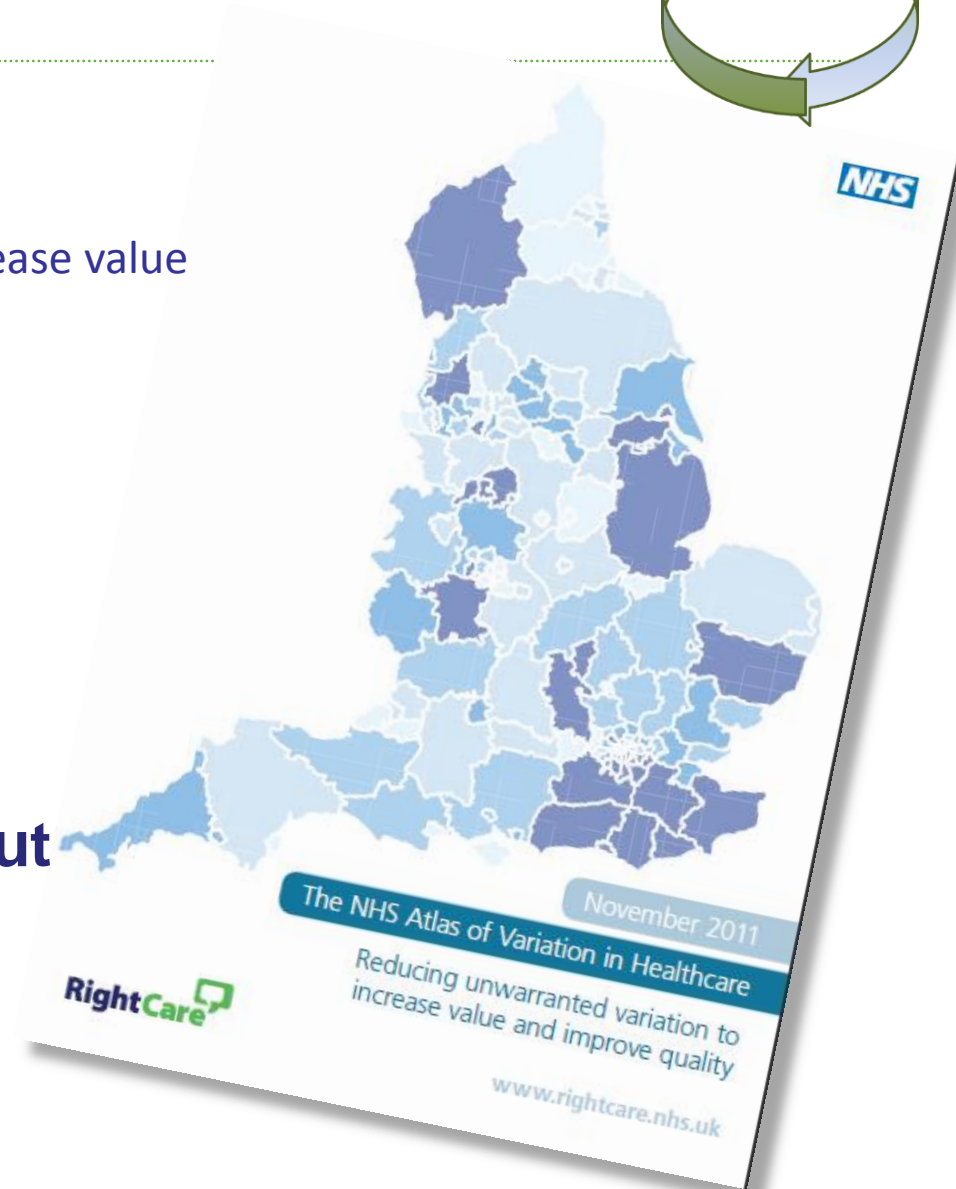 NHS
ease value
ut
November 2011
The NHS Atlas of Variation in Healthcare
Reducing unwarranted variation to
increase value and improve quality
RightCare
www.rightcare.nhs.uk